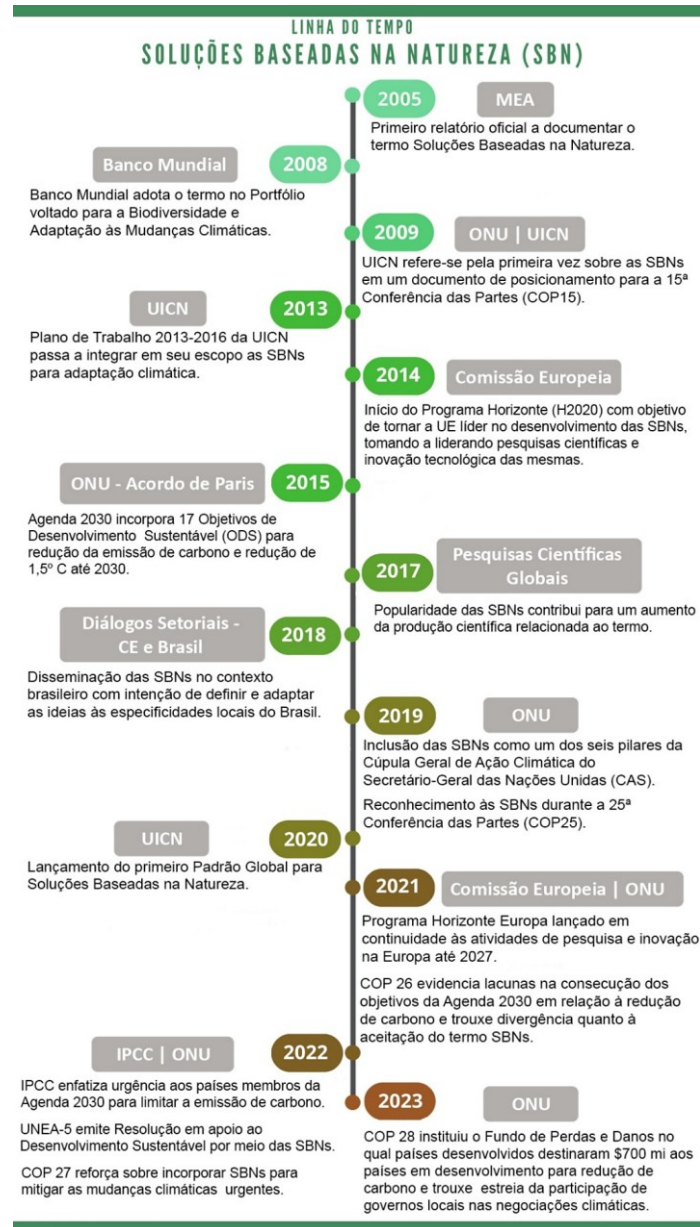 LINHA DO TEMPO
SOLUÇÕES BASEADAS NA NATUREZA (SBN)
2005
MEA
Primeiro relatório oficial a documentar o
termo Soluções Baseadas na Natureza.
Banco Mundial
2008
Banco Mundial adota o termo no Portfólio
voltado para a Biodiversidade e
Adaptação às Mudanças Climáticas.
2009
ONU | UICN
UICN refere-se pela primeira vez sobre as SBNs
em um documento de posicionamento para a 15ª
Conferência das Partes (COP15).
UICN
2013
Plano de Trabalho 2013-2016 da UICN
passa a integrar em seu escopo as SBNs
para adaptação climática.
2014
Comissão Europeia
Início do Programa Horizonte (H2020) com objetivo
de tornar a UE líder no desenvolvimento das SBNs,
tomando a liderando pesquisas científicas e
inovação tecnológica das mesmas.
ONU - Acordo de Paris
2015
Agenda 2030 incorpora 17 Objetivos de
Desenvolvimento Sustentável (ODS) para
redução da emissão de carbono e redução de
1,5º C até 2030.
2017
Pesquisas Científicas
Globais
Popularidade das SBNs contribui para um aumento
da produção científica relacionada ao termo.
Diálogos Setoriais -
CE e Brasil
2018
Disseminação das SBNs no contexto
brasileiro com intenção de definir e adaptar
as ideias às especificidades locais do Brasil.
2019
ONU
Inclusão das SBNs como um dos seis pilares da
Cúpula Geral de Ação Climática do
Secretário-Geral das Nações Unidas (CAS).
Reconhecimento às SBNs durante a 25ª
Conferência das Partes (COP25).
UICN
2020
Lançamento do primeiro Padrão Global para
Soluções Baseadas na Natureza.
2021
Comissão Europeia | ONU
Programa Horizonte Europa lançado em
continuidade às atividades de pesquisa e inovação
na Europa até 2027.
COP 26 evidencia lacunas na consecução dos
objetivos da Agenda 2030 em relação à redução
de carbono e trouxe divergência quanto à
aceitação do termo SBNs.
IPCC | ONU
2022
IPCC enfatiza urgência aos países membros da
Agenda 2030 para limitar a emissão de carbono.
UNEA-5 emite Resolução em apoio ao
Desenvolvimento Sustentável por meio das SBNs.
COP 27 reforça sobre incorporar SBNs para
mitigar as mudanças climáticas urgentes.
2023
ONU
COP 28 instituiu o Fundo de Perdas e Danos no
qual países desenvolvidos destinaram $700 mi aos
países em desenvolvimento para redução de
carbono e trouxe estreia da participação de
governos locais nas negociações climáticas.